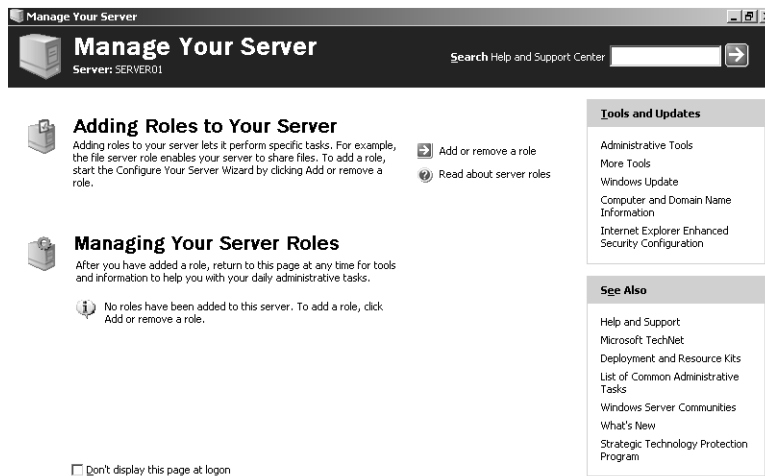 Manage Your Server
Manage Your Server
Server: SERVER01
Search Help and Support Center
Adding Roles to Your Server
Adding roles to your server lets it perform specific tasks. For example,
the file server role enables your server to share files. To add a role,
start the Configure Your Server Wizard by clicking Add or remove a
role.
Add or remove a role
Read about server roles
Managing Your Server Roles
After you have added a role, return to this page at any time for tools
and information to help you with your daily administrative tasks.
No roles have been added to this server. To add a role, click
Add or remove a role.
Don't display this page at logon
Tools and Updates
Administrative Tools
More Tools
Windows Update
Computer and Domain Name
Information
Internet Explorer Enhanced
Security Configuration
See Also
Help and Support
Microsoft TechNet
Deployment and Resource Kits
List of Common Administrative
Tasks
Windows Server Communities
What's New
Strategic Technology Protection
Program